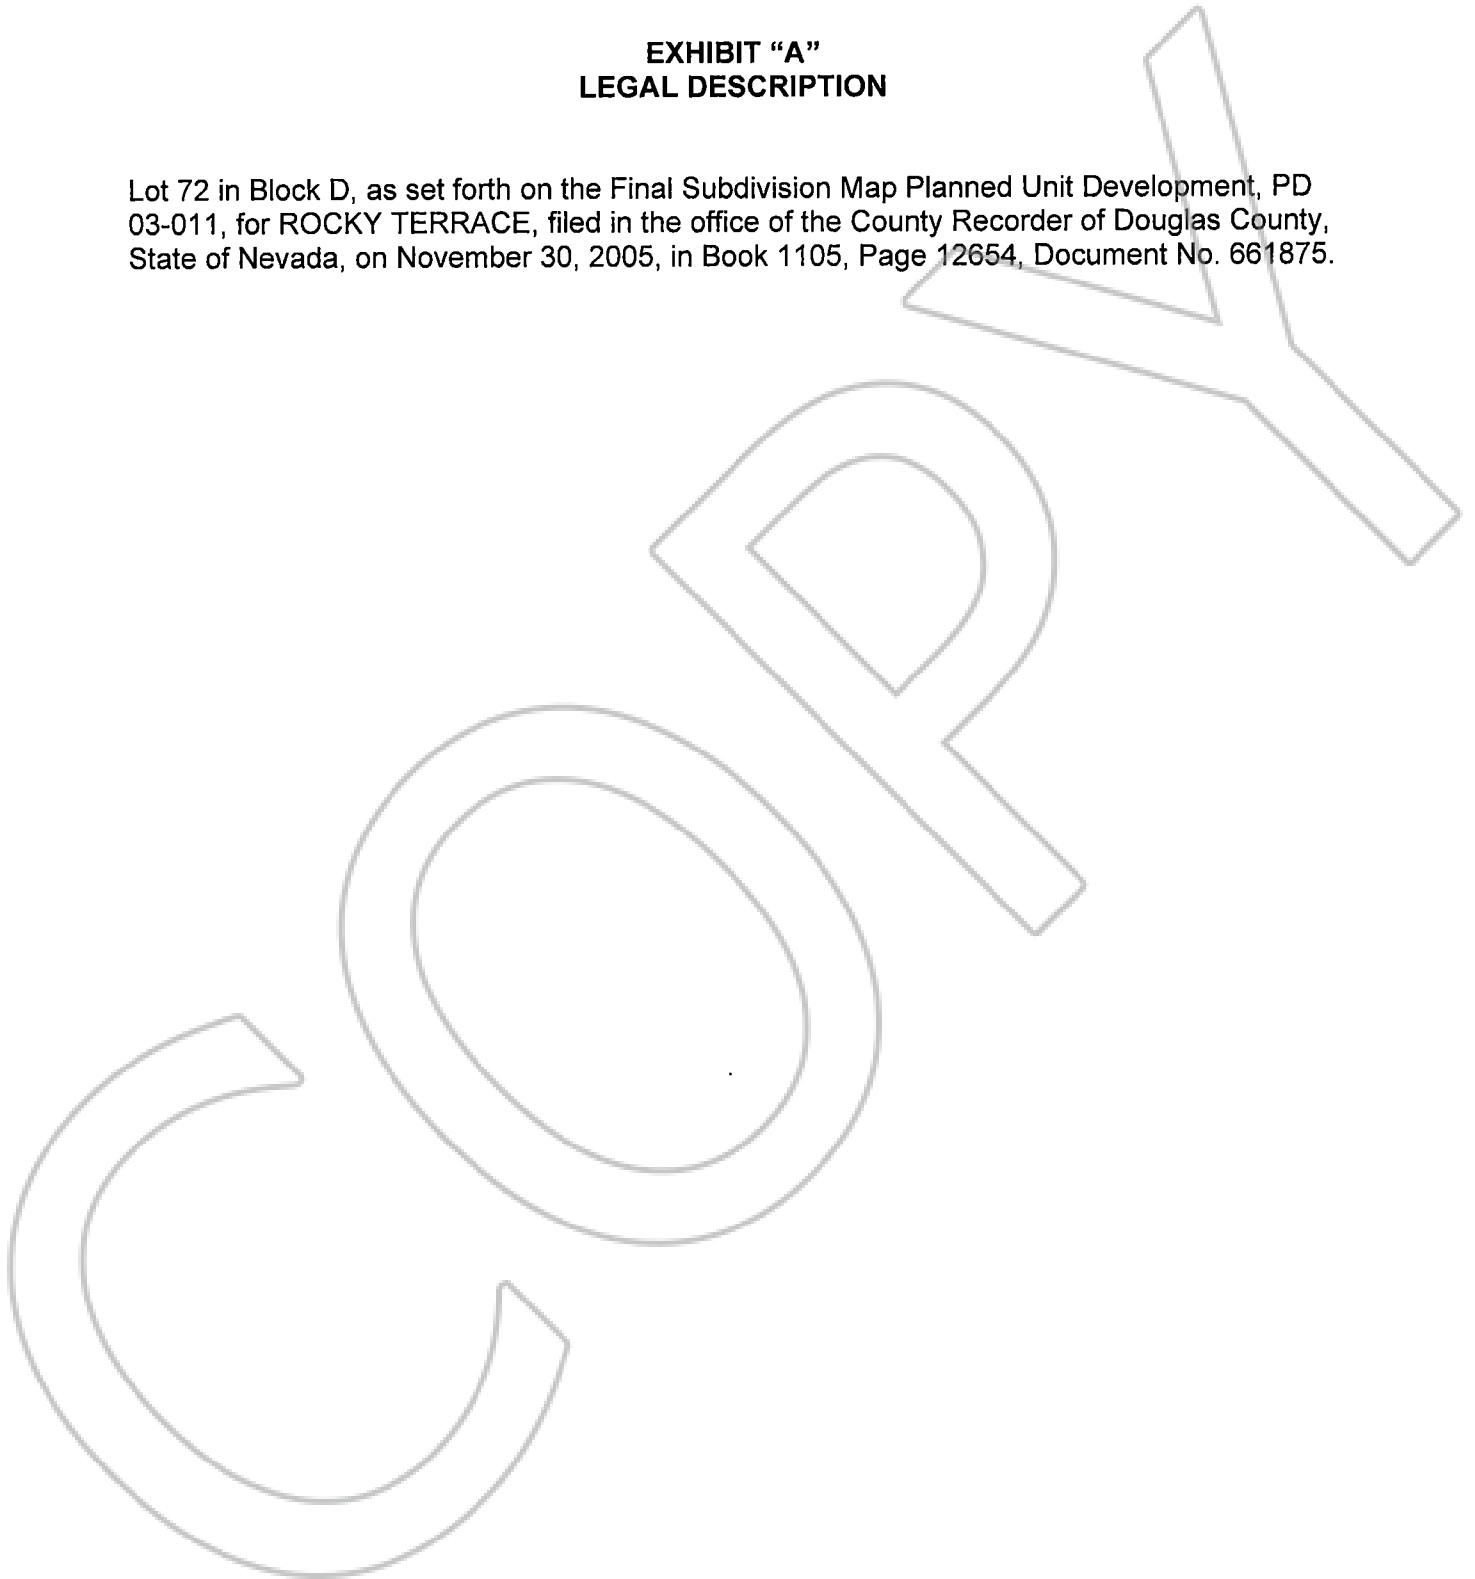 EXHIBIT “A”
LEGAL DESCRIPTION
Lot 72 in Block D, as set forth on the Final Subdivision Map Planned Unit Development, PD
03-011, for ROCKY TERRACE, filed in the office of the County Recorder of Douglas County,
State of Nevada, on November 30, 2005, in Book 1105, Page 12654, Document No. 661875.
COPY